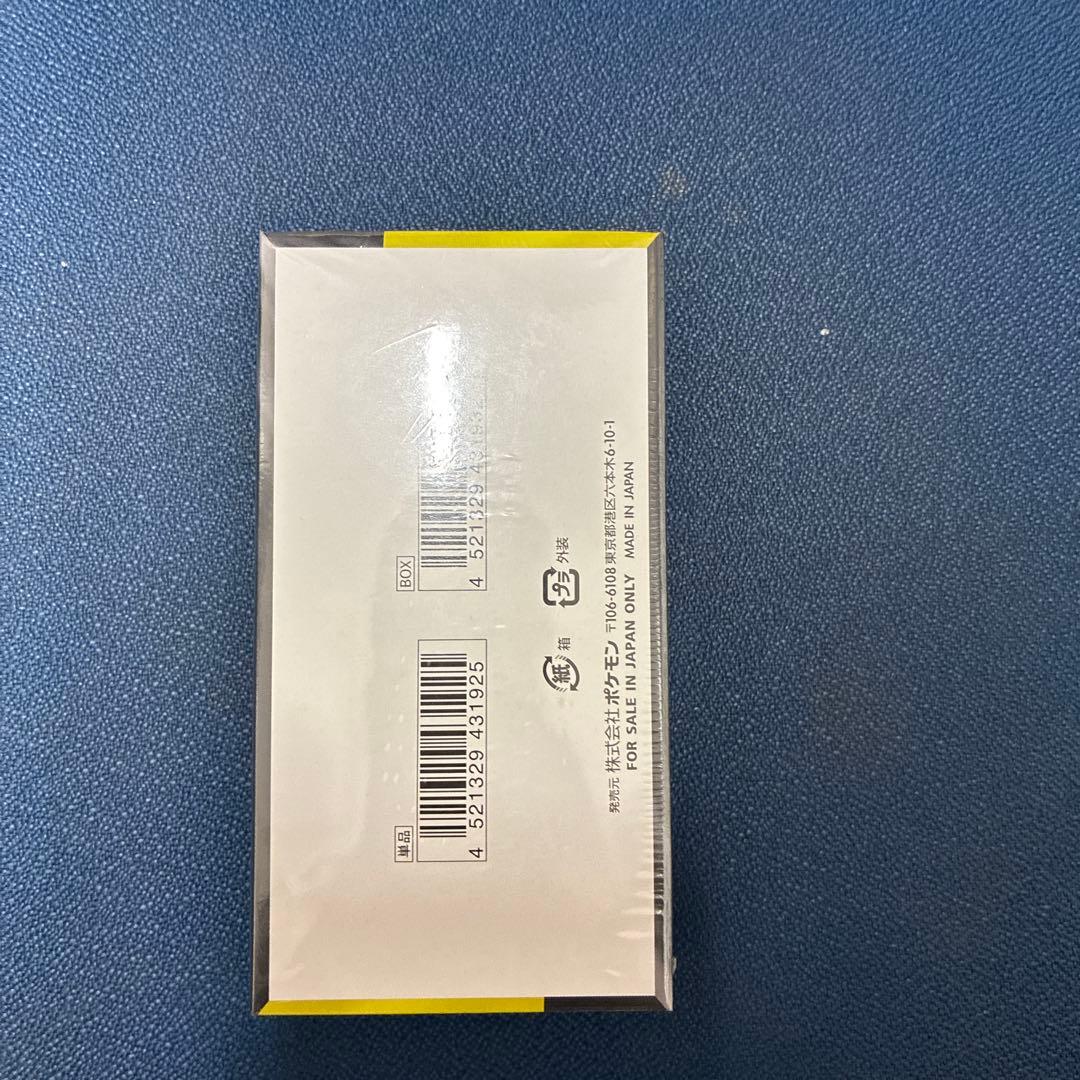 BOX
4 521329 431932
単品
4 521329 431925
プラ 外装
紙 箱
発売元 株式会社ポケモン 〒106-6108 東京都港区六本木6-10-1
FOR SALE IN JAPAN ONLY MADE IN JAPAN